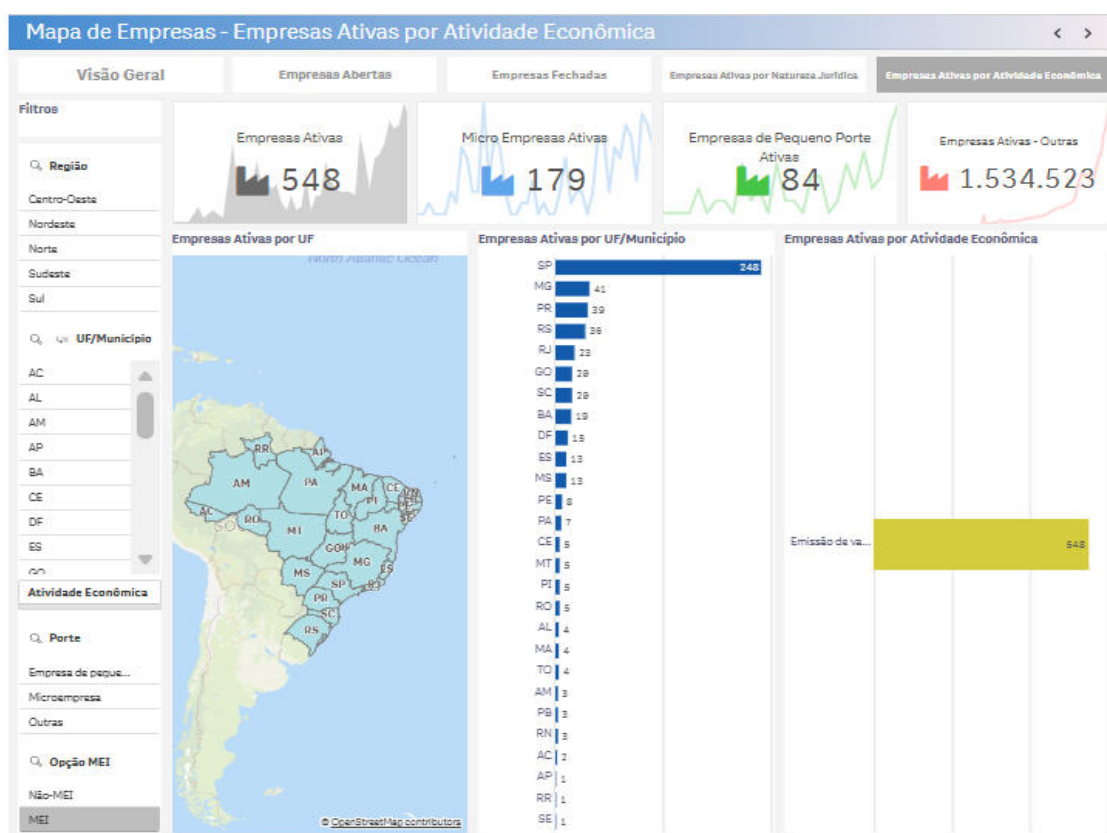 Mapa de Empresas - Empresas Ativas por Atividade Econômica
Visão Geral
Empresas Abertas
Empresas Fechadas
Empresas Ativas por Natureza Jurídica
Empresas Ativas por Atividade Econômica
Filtros
Região
Centro-Oeste
Nordeste
Norte
Sudeste
Sul
UF/Município
AC
AL
AM
AP
BA
CE
DF
ES
GO
Atividade Econômica
Porte
Empresa de peque...
Microempresa
Outras
Opção MEI
Não-MEI
MEI
Empresas Ativas
548
Micro Empresas Ativas
179
Empresas de Pequeno Porte
Ativas
84
Empresas Ativas - Outras
1.534.523
Empresas Ativas por UF
North Atlantic Ocean
RR
AM
PA
MA
CE
RN
PI
AC
RO
TO
SE
MT
BA
GO
MG
ES
MS
SP
RJ
PR
SC
RS
© OpenStreetMap contributors
Empresas Ativas por UF/Município
SP 248
MG 41
PR 39
RS 36
RJ 23
GO 20
SC 20
BA 19
DF 15
ES 13
MS 13
PE 8
PA 7
CE 5
MT 5
PI 5
RO 5
AL 4
MA 4
TO 4
AM 3
PB 3
RN 3
AC 2
AP 1
RR 1
SE 1
Empresas Ativas por Atividade Econômica
Emissão de va... 548